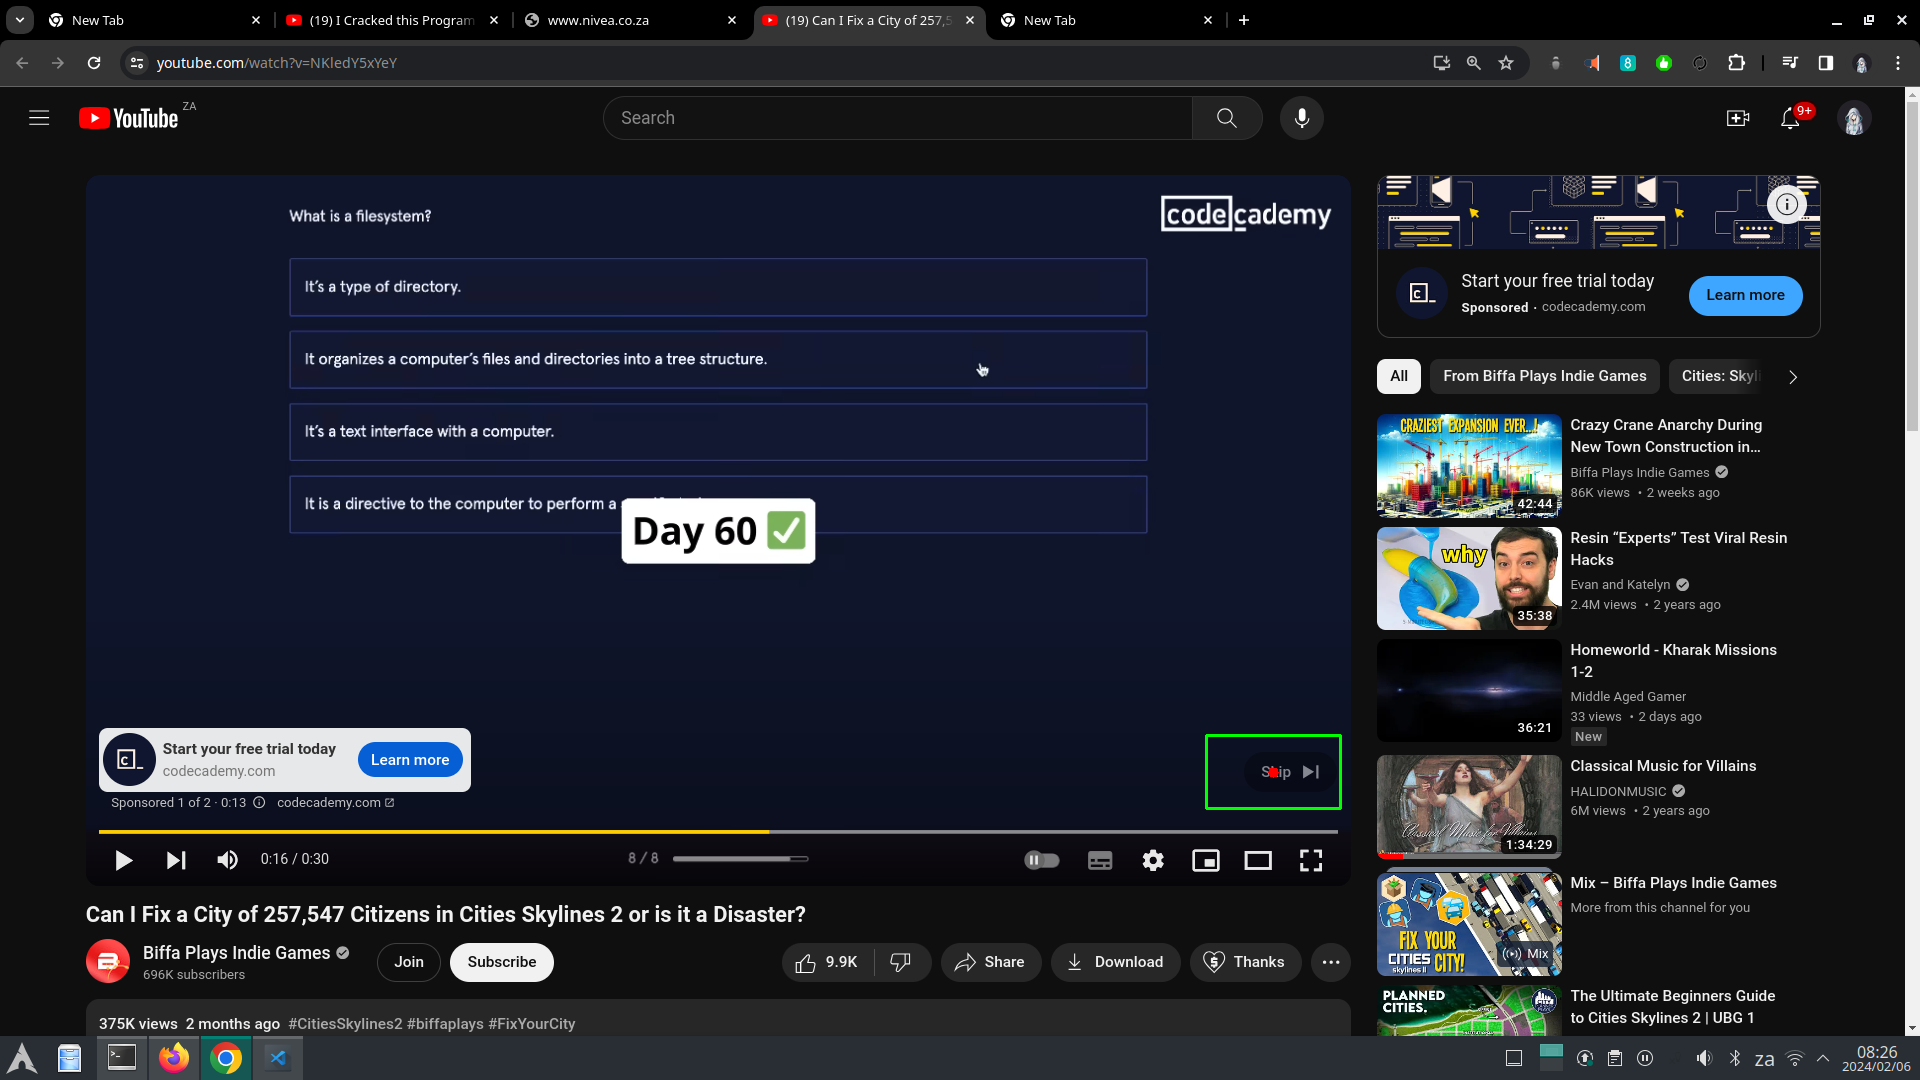 New Tab
(19) I Cracked this Program
www.nivea.co.za
(19) Can I Fix a City of 257,5
New Tab
youtube.com/watch?v=NKledY5xYeY
YouTube ZA
Search
9+
What is a filesystem?
codecademy
It's a type of directory.
It organizes a computer's files and directories into a tree structure.
It's a text interface with a computer.
It is a directive to the computer to perform a
Day 60
Start your free trial today
codecademy.com
Learn more
Sponsored 1 of 2 · 0:13
codecademy.com
Skip
0:16 / 0:30
8 / 8
Can I Fix a City of 257,547 Citizens in Cities Skylines 2 or is it a Disaster?
Biffa Plays Indie Games
696K subscribers
Join
Subscribe
9.9K
Share
Download
Thanks
375K views 2 months ago #CitiesSkylines2 #biffaplays #FixYourCity
Start your free trial today
Sponsored · codecademy.com
Learn more
All
From Biffa Plays Indie Games
Cities: Skyli
CRAZIEST EXPANSION EVER...!
42:44
Crazy Crane Anarchy During
New Town Construction in...
Biffa Plays Indie Games
86K views • 2 weeks ago
why
35:38
Resin “Experts” Test Viral Resin
Hacks
Evan and Katelyn
2.4M views • 2 years ago
36:21
Homeworld - Kharak Missions
1-2
Middle Aged Gamer
33 views • 2 days ago
New
Classical Music for Villains
1:34:29
Classical Music for Villains
HALIDONMUSIC
6M views • 2 years ago
FIX YOUR
CITIES
skylines II
CITY!
Mix
Mix – Biffa Plays Indie Games
More from this channel for you
PLANNED
CITIES.
The Ultimate Beginners Guide
to Cities Skylines 2 | UBG 1
za
08:26
2024/02/06